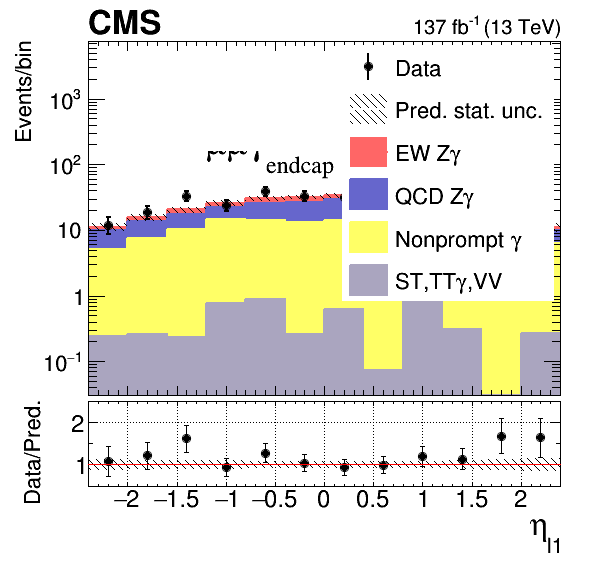 CMS 137 fb⁻¹ (13 TeV)
Events/bin
Data
Pred. stat. unc.
EW Zγ
QCD Zγ
Nonprompt γ
ST,TTγ,VV
endcap
10³
10²
10
1
10⁻¹
Data/Pred.
2
1
−2 −1.5 −1 −0.5 0 0.5 1 1.5 2
η_l1